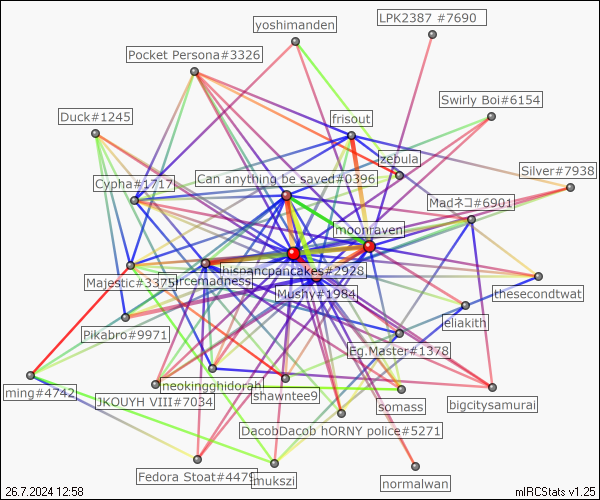 LPK2387 #7690
yoshimanden
Pocket Persona#3326
Swirly Boi#6154
Duck#1245
frisout
zebula
Silver#7938
Cypha#1717
Can anything be saved#0396
Madネコ#6901
moonraven
hispancpancakes#2928
Majestic#3375
Mushy#1984
thesecondtwat
eliakith
Pikabro#9971
Eg.Master#1378
ming#4742
neokingghidorah
JKOUYH VIII#7034
shawntee9
somass
bigcitysamurai
DacobDacob hORNY police#5271
Fedora Stoat#4479
mukszi
normalwan
26.7.2024 12:58
mIRCStats v1.25